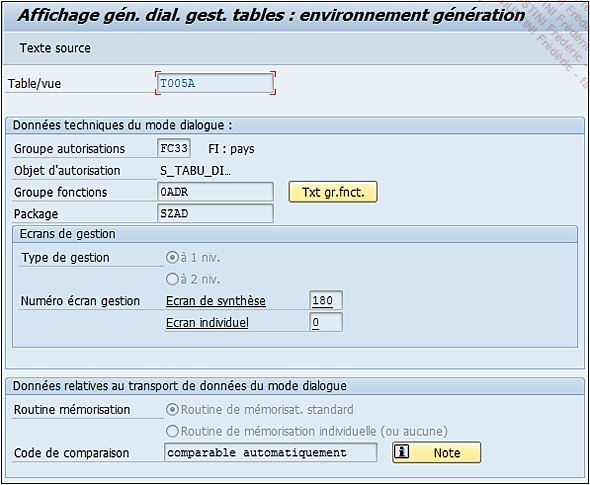 Affichage gén. dial. gest. tables : environnement génération
Texte source
Table/vue T005A
Données techniques du mode dialogue :
Groupe autorisations FC33 FI : pays
Objet d'autorisation S_TABU_DI...
Groupe fonctions 0ADR Txt gr.fnct.
Package SZAD
Ecrans de gestion
Type de gestion à 1 niv.
à 2 niv.
Numéro écran gestion Ecran de synthèse 180
Ecran individuel 0
Données relatives au transport de données du mode dialogue
Routine mémorisation Routine de mémorisat. standard
Routine de mémorisation individuelle (ou aucune)
Code de comparaison comparable automatiquement Note